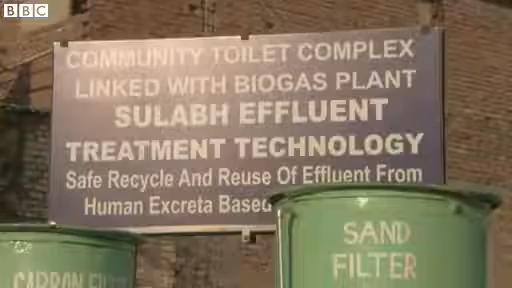 BBC
COMMUNITY TOILET COMPLEX
LINKED WITH BIOGAS PLANT
SULABH EFFLUENT
TREATMENT TECHNOLOGY
Safe Recycle And Reuse Of Effluent From
Human Excreta Based
SAND
FILTER
CARBON